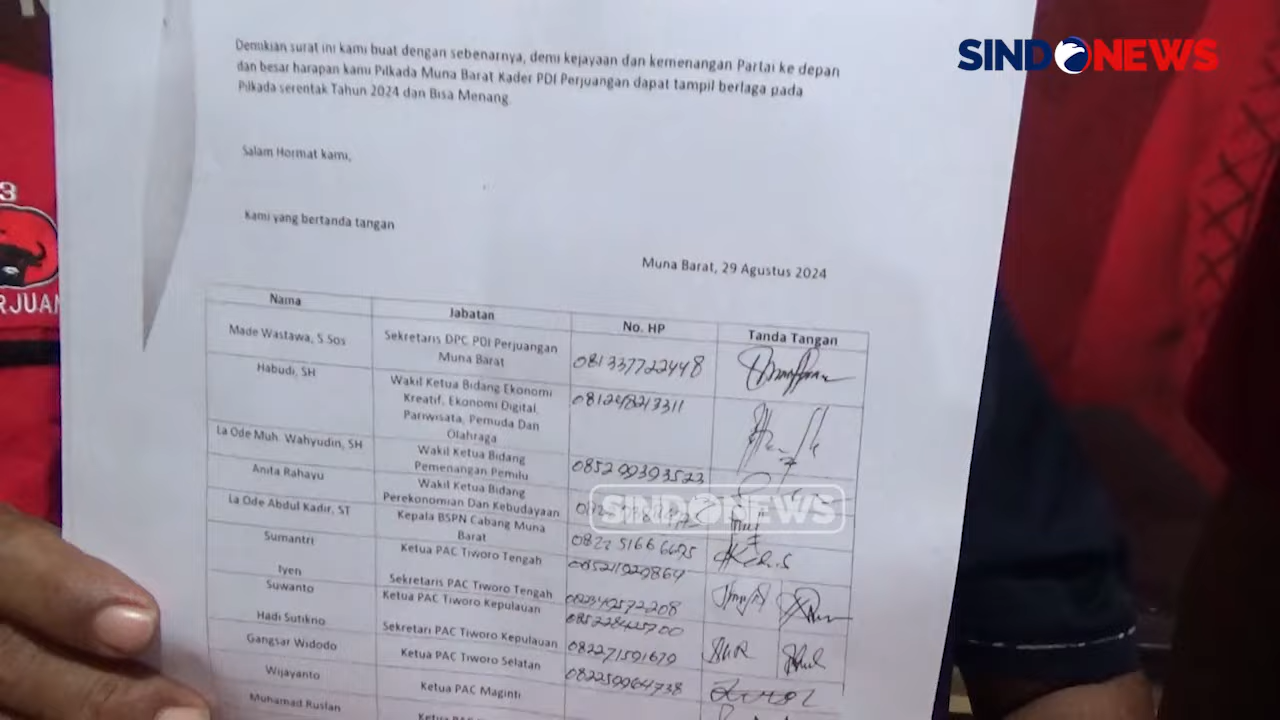 SINDONEWS
Demikian surat ini kami buat dengan sebenarnya, demi kejayaan dan kemenangan Partai ke depan
dan besar harapan kami Pilkada Muna Barat Kader PDI Perjuangan dapat tampil berlaga pada
Pilkada serentak Tahun 2024 dan Bisa Menang
Salam Hormat kami,
Kami yang bertanda tangan
Muna Barat, 29 Agustus 2024
Nama Jabatan No. HP Tanda Tangan
Made Wastawa, S Sos Sekretaris DPC PDI Perjuangan
Muna Barat 081337722448
Habudi, SH Wakil Ketua Bidang Ekonomi
Kreatif, Ekonomi Digital,
Pariwisata, Pemuda Dan
Olahraga
La Ode Muh. Wahyudin, SH Wakil Ketua Bidang
Pemenangan Pemilu 085299393523
Anita Rahayu Wakil Ketua Bidang
Perekonomian Dan Kebudayaan
La Ode Abdul Kadir, ST Kepala BSPN Cabang Muna
Barat
Sumantri Ketua PAC Tiworo Tengah
Iyen Sekretaris PAC Tiworo Tengah
Suwanto Ketua PAC Tiworo Kepulauan
Hadi Sutikno Sekretari PAC Tiworo Kepulauan 082271591679
Gangsar Widodo Ketua PAC Tiworo Selatan 082259964738
Wijayanto Ketua PAC Maginti
Muhamad Ruslan
SINDONEWS
3